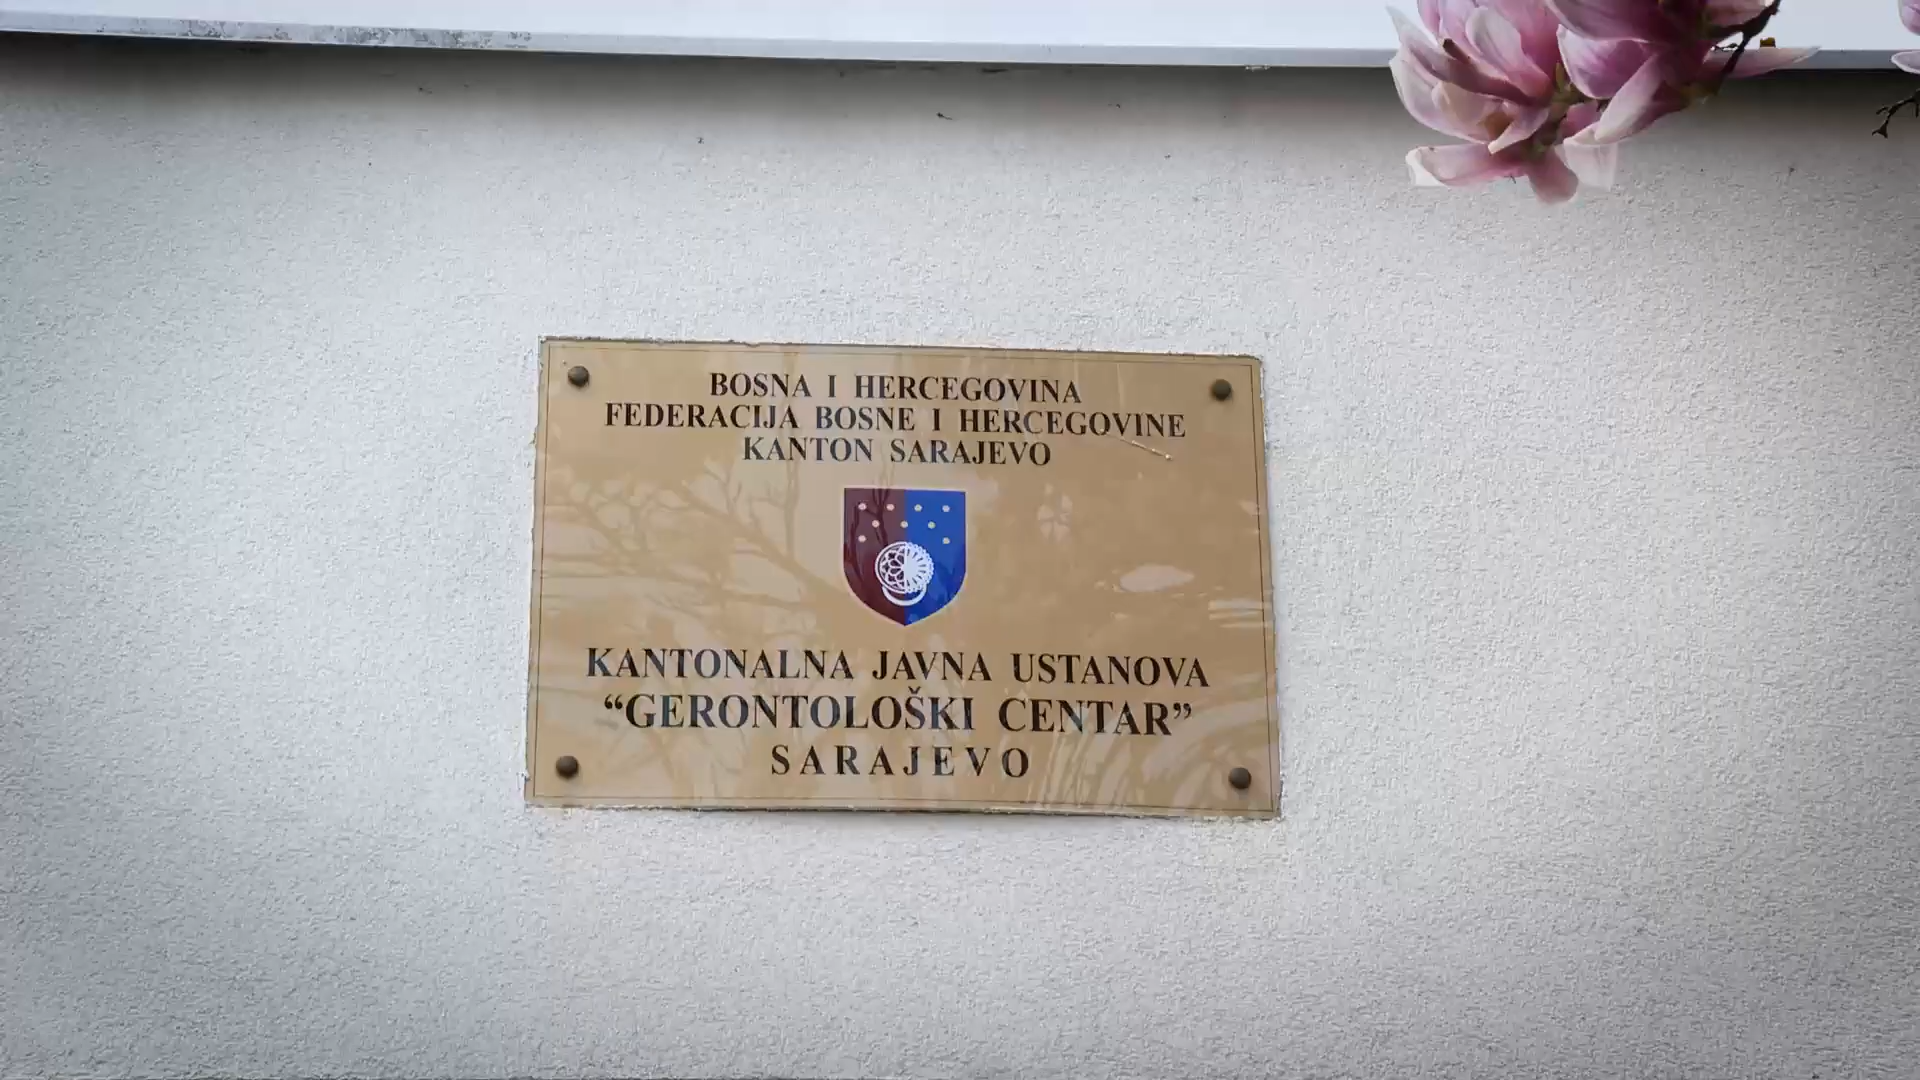 BOSNA I HERCEGOVINA
FEDERACIJA BOSNE I HERCEGOVINE
KANTON SARAJEVO
KANTONALNA JAVNA USTANOVA
“GERONTOLOŠKI CENTAR”
SARAJEVO